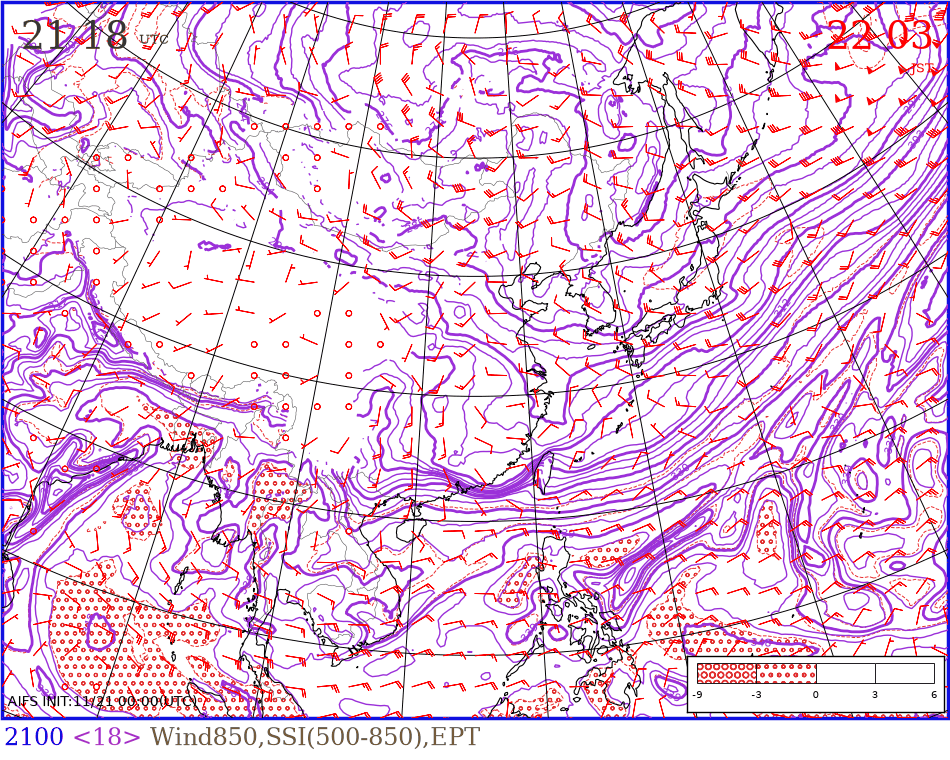 21 18 UTC
22 03 JST
AIFS INIT:11/21 00:00(UTC)
-9 -3 0 3 6
2100 <18> Wind850,SSI(500-850),EPT